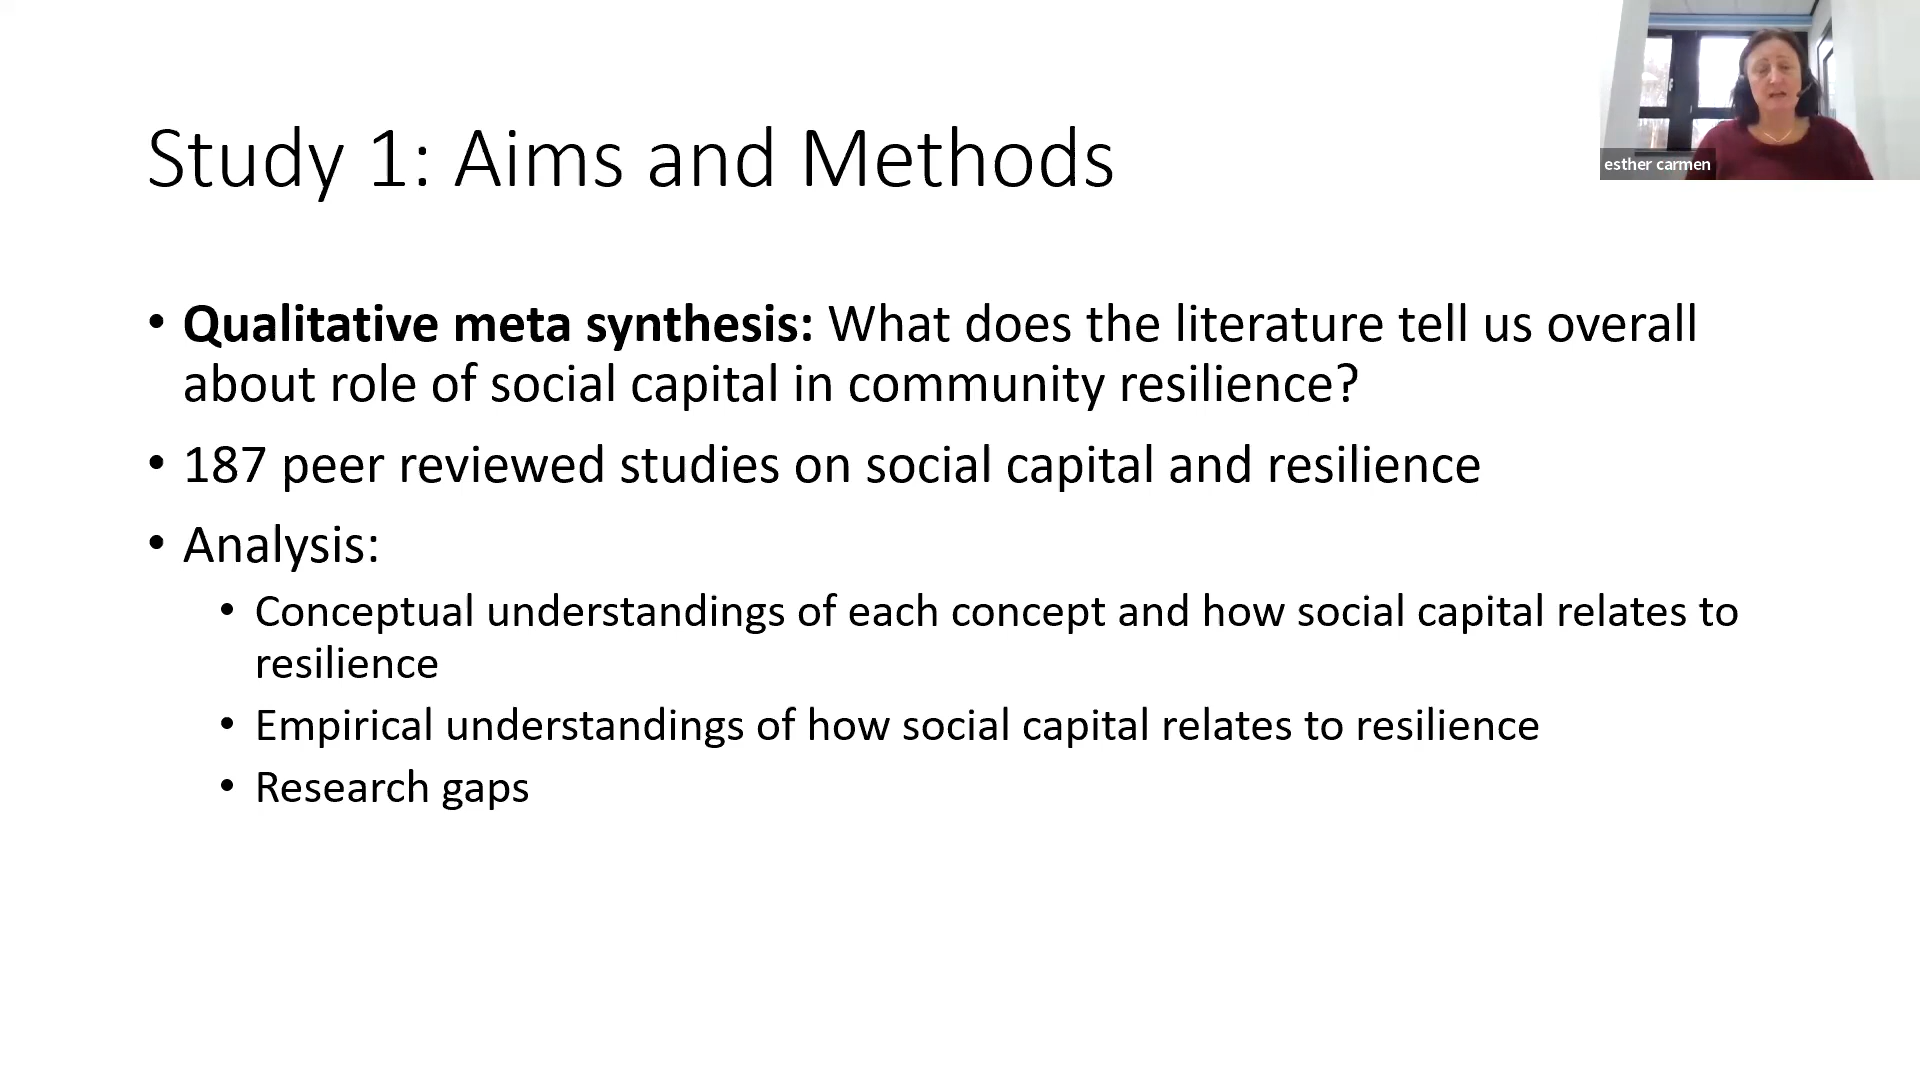 esther carmen
Study 1: Aims and Methods
• Qualitative meta synthesis: What does the literature tell us overall
about role of social capital in community resilience?
• 187 peer reviewed studies on social capital and resilience
• Analysis:
• Conceptual understandings of each concept and how social capital relates to
resilience
• Empirical understandings of how social capital relates to resilience
• Research gaps